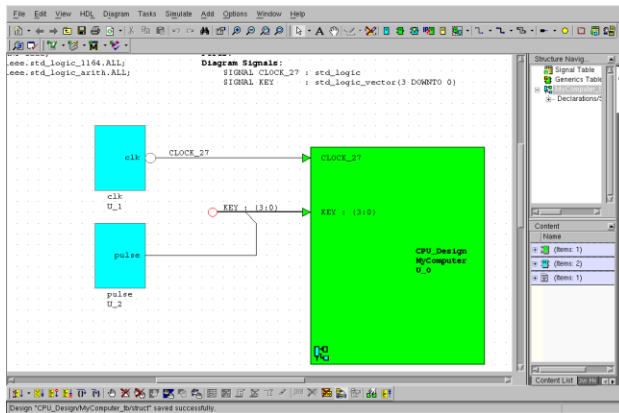 File Edit View HDL Diagram Tasks Simulate Add Options Window Help
.eee.std_logic_1164.ALL;
.eee.std_logic_arith.ALL;
Diagram Signals:
SIGNAL CLOCK_27 : std_logic
SIGNAL KEY : std_logic_vector(3 DOWNTO 0)
clk
CLOCK_27
CLOCK_27
clk
U_1
KEY : (3:0)
KEY : (3:0)
pulse
pulse
U_2
CPU_Design
MyComputer
U_0
Structure Navig...
Signal Table
Generics Table
MyComputer_t
Declarations/S
Content
Name
(Items: 1)
(Items: 2)
(Items: 1)
Content List
Design "CPU_Design/MyComputer_tb/struct" saved successfully.